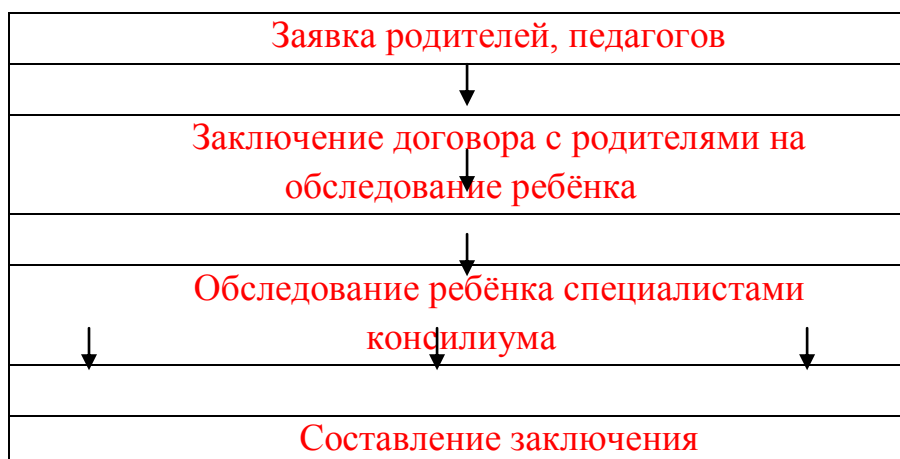 Заявка родителей, педагогов
Заключение договора с родителями на
обследование ребёнка
Обследование ребёнка специалистами
консилиума
Составление заключения